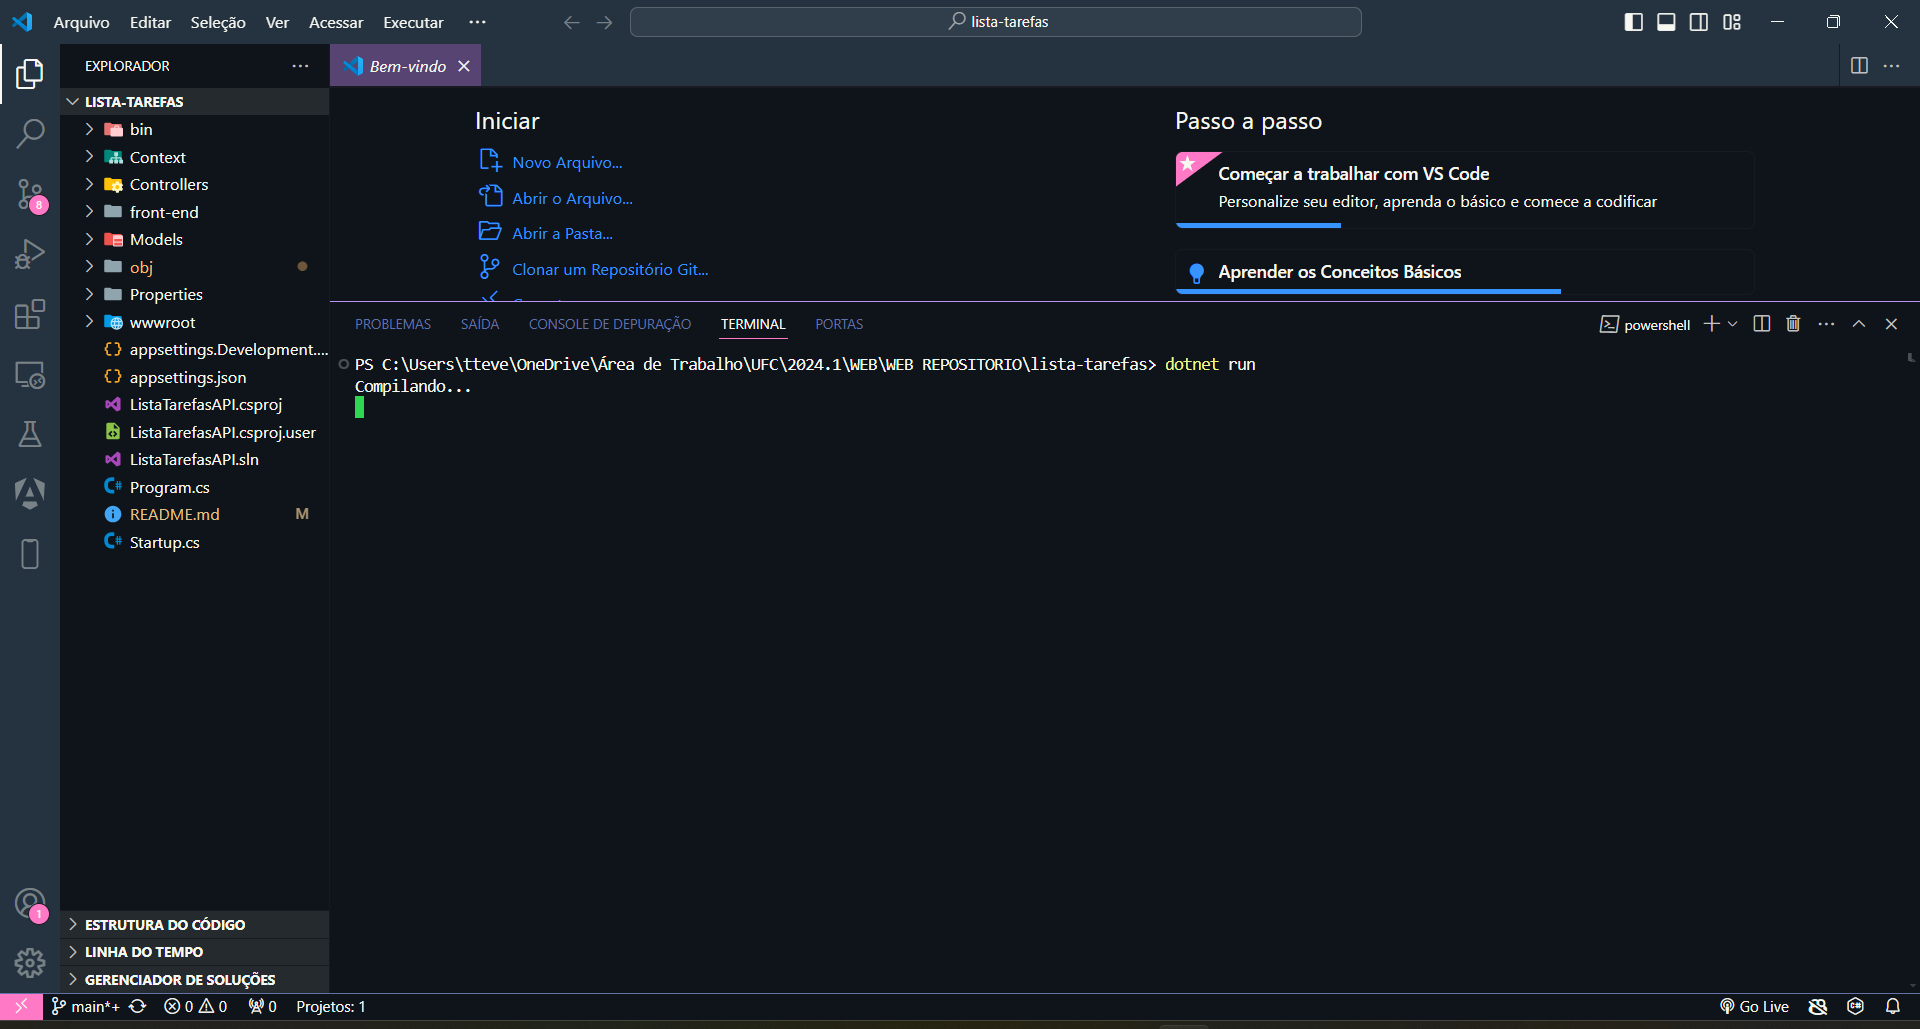 Arquivo Editar Seleção Ver Acessar Executar ··· lista-tarefas
EXPLORADOR ···
Bem-vindo
LISTA-TAREFAS
bin
Context
Controllers
front-end
Models
obj
Properties
wwwroot
appsettings.Development....
appsettings.json
ListaTarefasAPI.csproj
ListaTarefasAPI.csproj.user
ListaTarefasAPI.sln
Program.cs
README.md M
Startup.cs
8
1
ESTRUTURA DO CÓDIGO
LINHA DO TEMPO
GERENCIADOR DE SOLUÇÕES
Iniciar
Novo Arquivo...
Abrir o Arquivo...
Abrir a Pasta...
Clonar um Repositório Git...
Passo a passo
Começar a trabalhar com VS Code
Personalize seu editor, aprenda o básico e comece a codificar
Aprender os Conceitos Básicos
PROBLEMAS SAÍDA CONSOLE DE DEPURAÇÃO TERMINAL PORTAS powershell
PS C:\Users\tteve\OneDrive\Área de Trabalho\UFC\2024.1\WEB\WEB REPOSITORIO\lista-tarefas> dotnet run
Compilando...
main*+ 0 0 0 Projetos: 1 Go Live